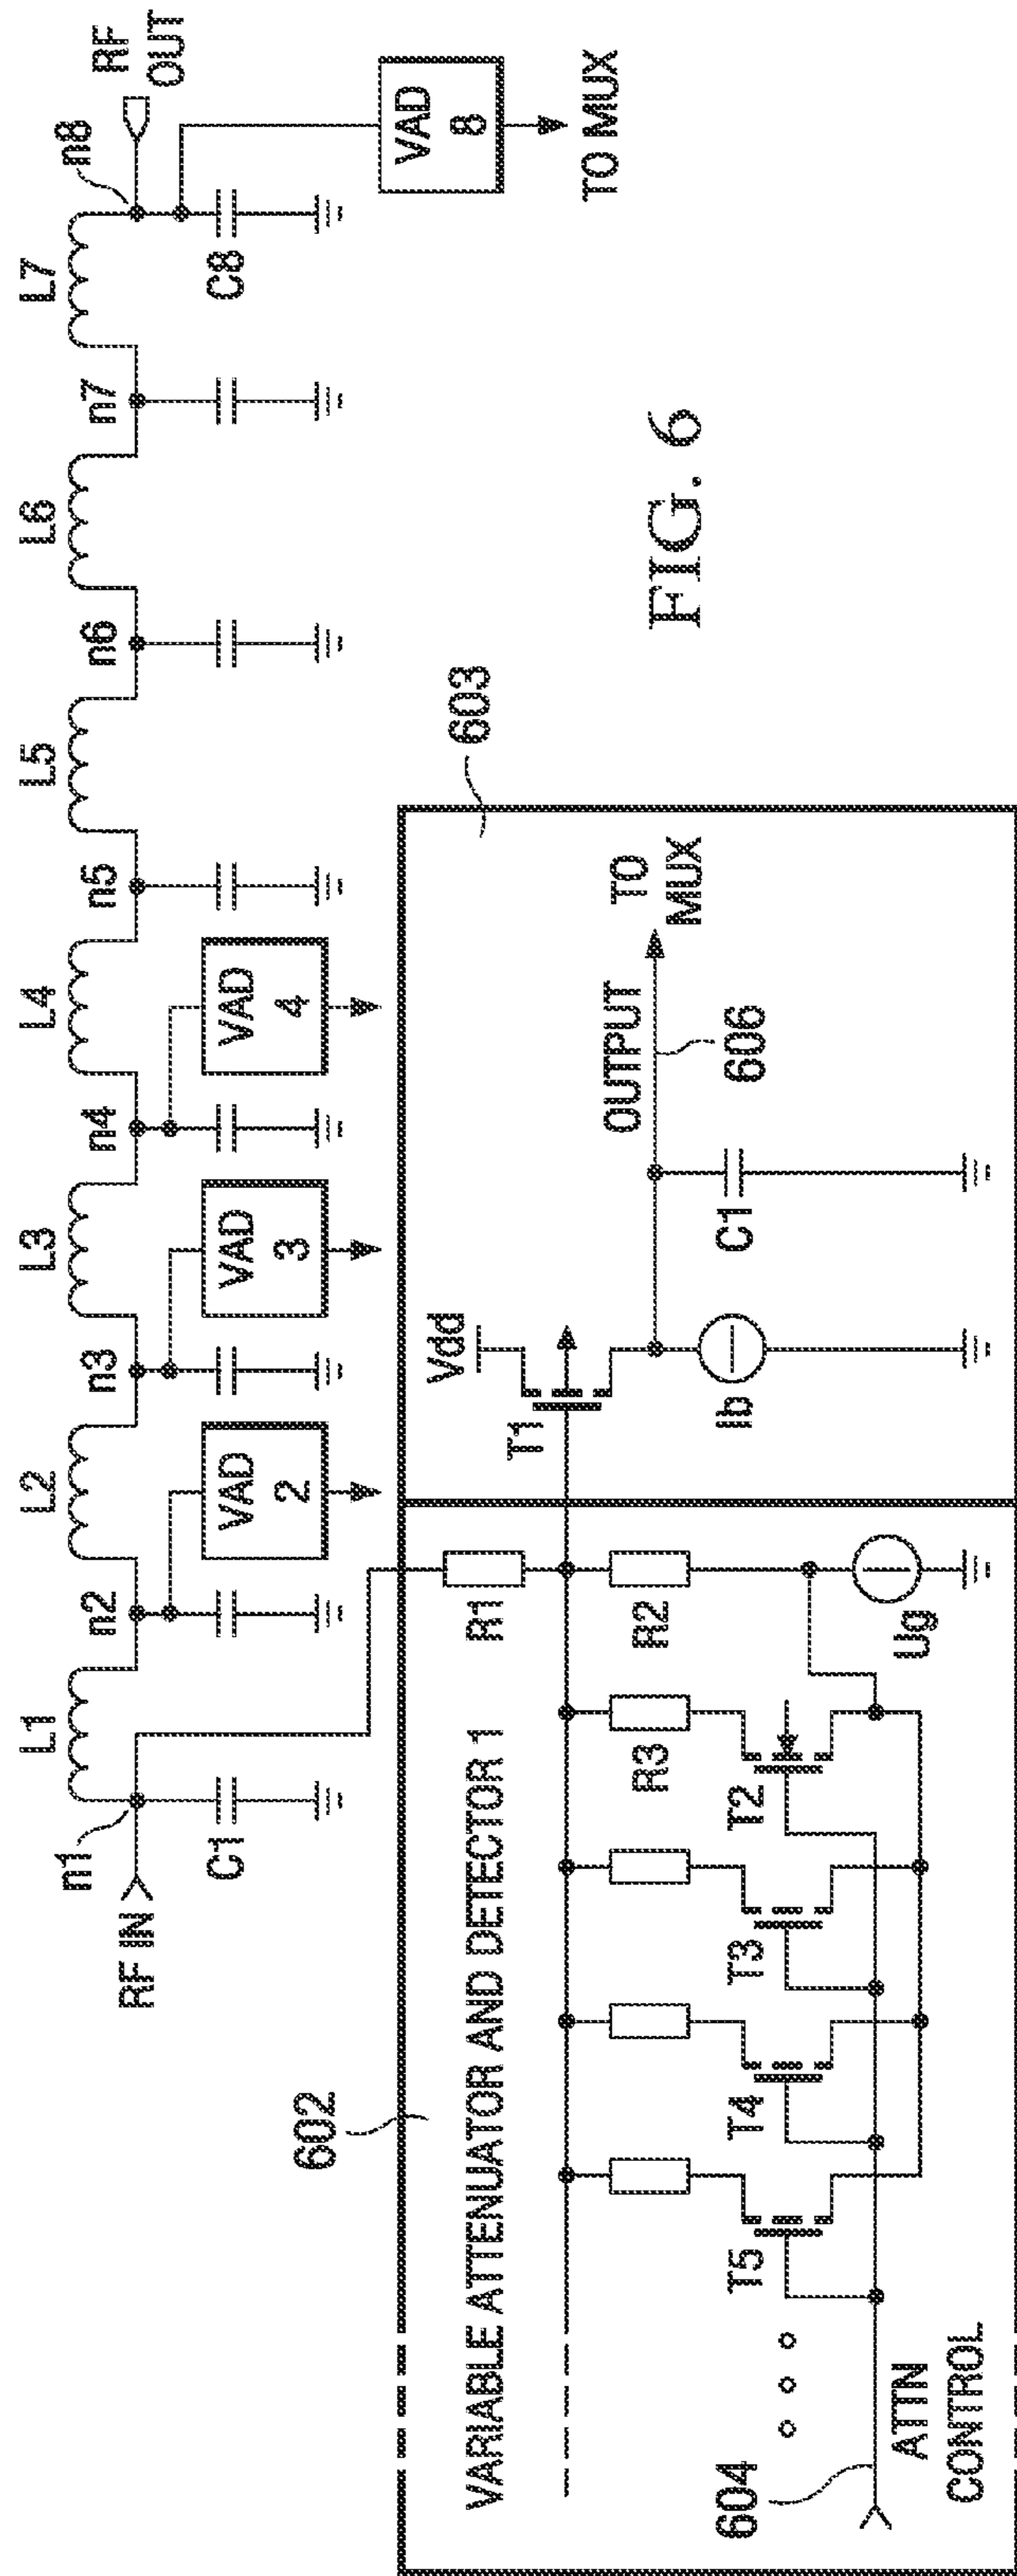 L1
L2
L3
L4
L5
L6
L7
n1
n2
n3
n4
n5
n6
n7
n8
RF IN
RF
OUT
C1
C8
VAD
2
VAD
3
VAD
4
VAD
8
TO MUX
602
603
VARIABLE ATTENUATOR AND DETECTOR 1
R1
R2
R3
T1
Vdd
T2
T3
T4
T5
Ug
Ib
C1
OUTPUT
606
TO
MUX
604
ATTN
CONTROL
FIG. 6